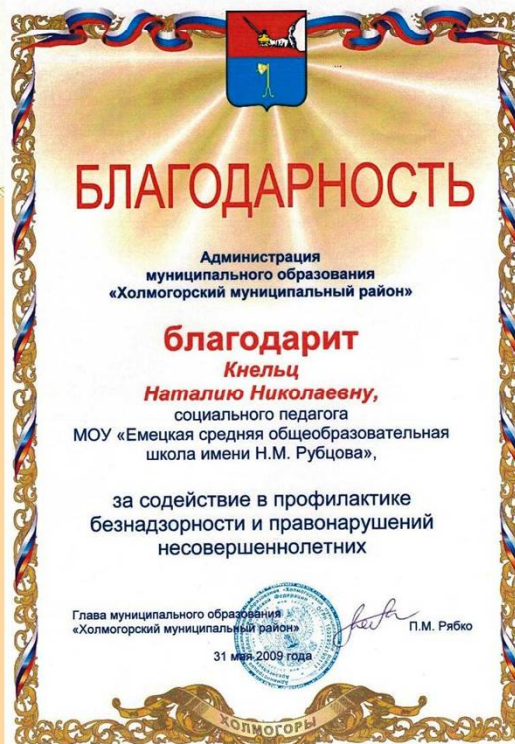 БЛАГОДАРНОСТЬ
Администрация
муниципального образования
«Холмогорский муниципальный район»
благодарит
Кнельц
Наталию Николаевну,
социального педагога
МОУ «Емецкая средняя общеобразовательная
школа имени Н.М. Рубцова»,
за содействие в профилактике
безнадзорности и правонарушений
несовершеннолетних
Глава муниципального образования
«Холмогорский муниципальный район»
П.М. Рябко
31 мая 2009 года
ХОЛМОГОРЫ